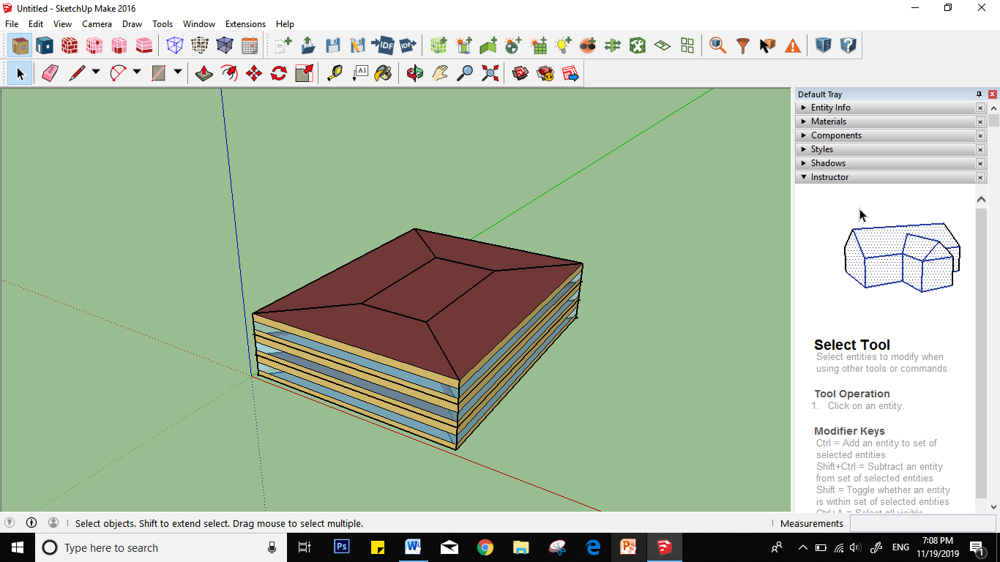 Untitled - SketchUp Make 2016
File Edit View Camera Draw Tools Window Extensions Help
IDF IDF
A1
Default Tray
Entity Info
Materials
Components
Styles
Shadows
Instructor
Select Tool
Select entities to modify when
using other tools or commands.
Tool Operation
1. Click on an entity.
Modifier Keys
Ctrl = Add an entity to set of
selected entities
Shift+Ctrl = Subtract an entity
from set of selected entities
Shift = Toggle whether an entity
is within set of selected entities
Ctrl+A = Select all visible
Select objects. Shift to extend select. Drag mouse to select multiple.
Measurements
Type here to search
Ps
W
P
ENG
7:08 PM
11/19/2019
1